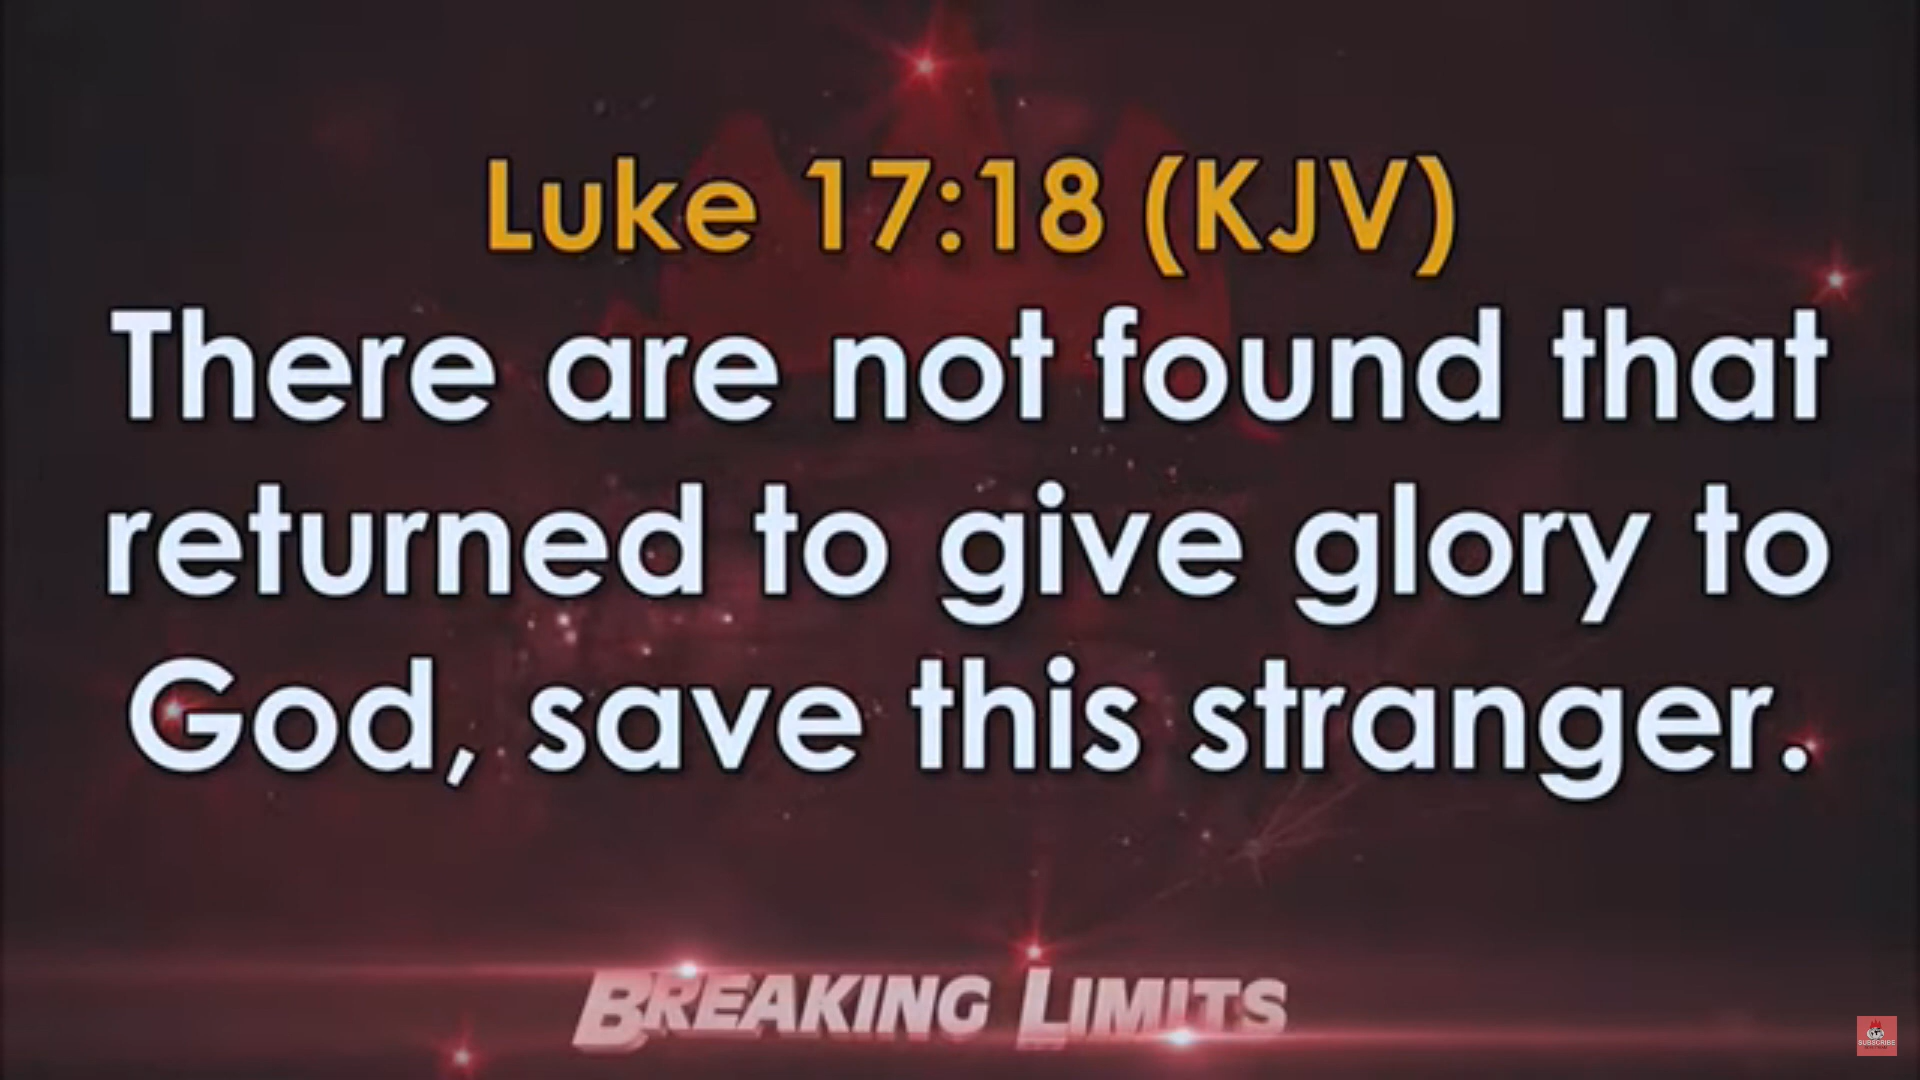 Luke 17:18 (KJV)
There are not found that
returned to give glory to
God, save this stranger.
BREAKING LIMITS
SUBSCRIBE